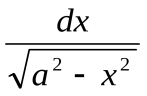 dx
√a² - x²